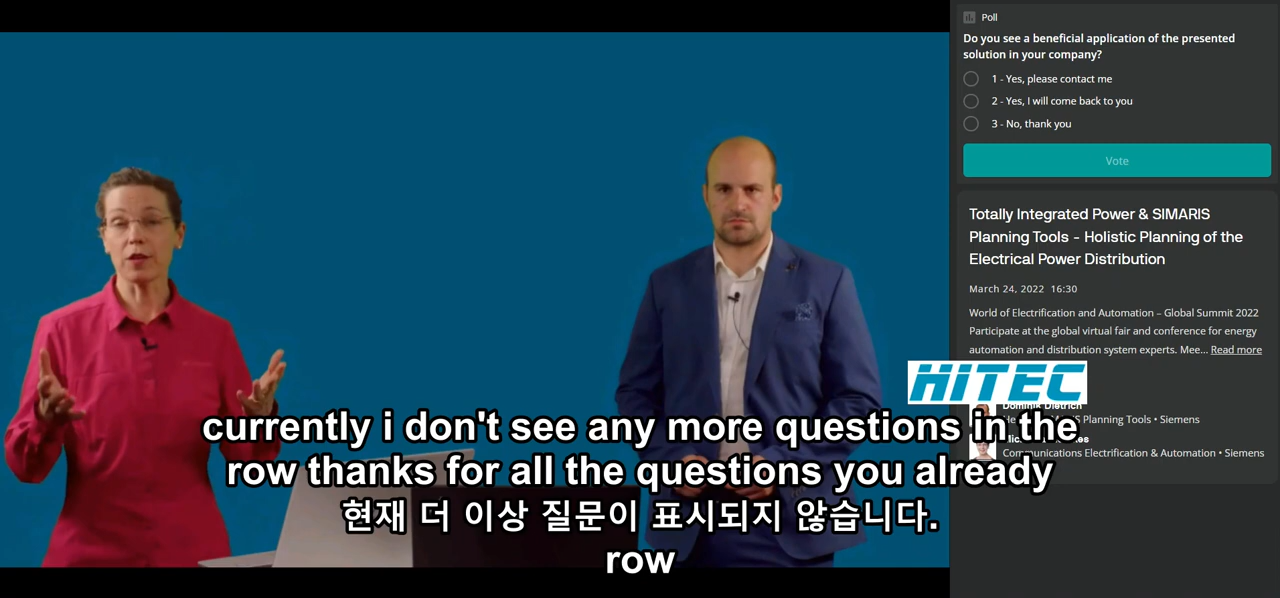 Poll
Do you see a beneficial application of the presented
solution in your company?
1 - Yes, please contact me
2 - Yes, I will come back to you
3 - No, thank you
Vote
Totally Integrated Power & SIMARIS
Planning Tools - Holistic Planning of the
Electrical Power Distribution
March 24, 2022 16:30
World of Electrification and Automation – Global Summit 2022
Participate at the global virtual fair and conference for energy
automation and distribution system experts. Mee... Read more
HITEC
Dominik Dietrich
Planning Tools • Siemens
Communications Electrification & Automation • Siemens
currently i don't see any more questions in the
row thanks for all the questions you already
현재 더 이상 질문이 표시되지 않습니다.
row